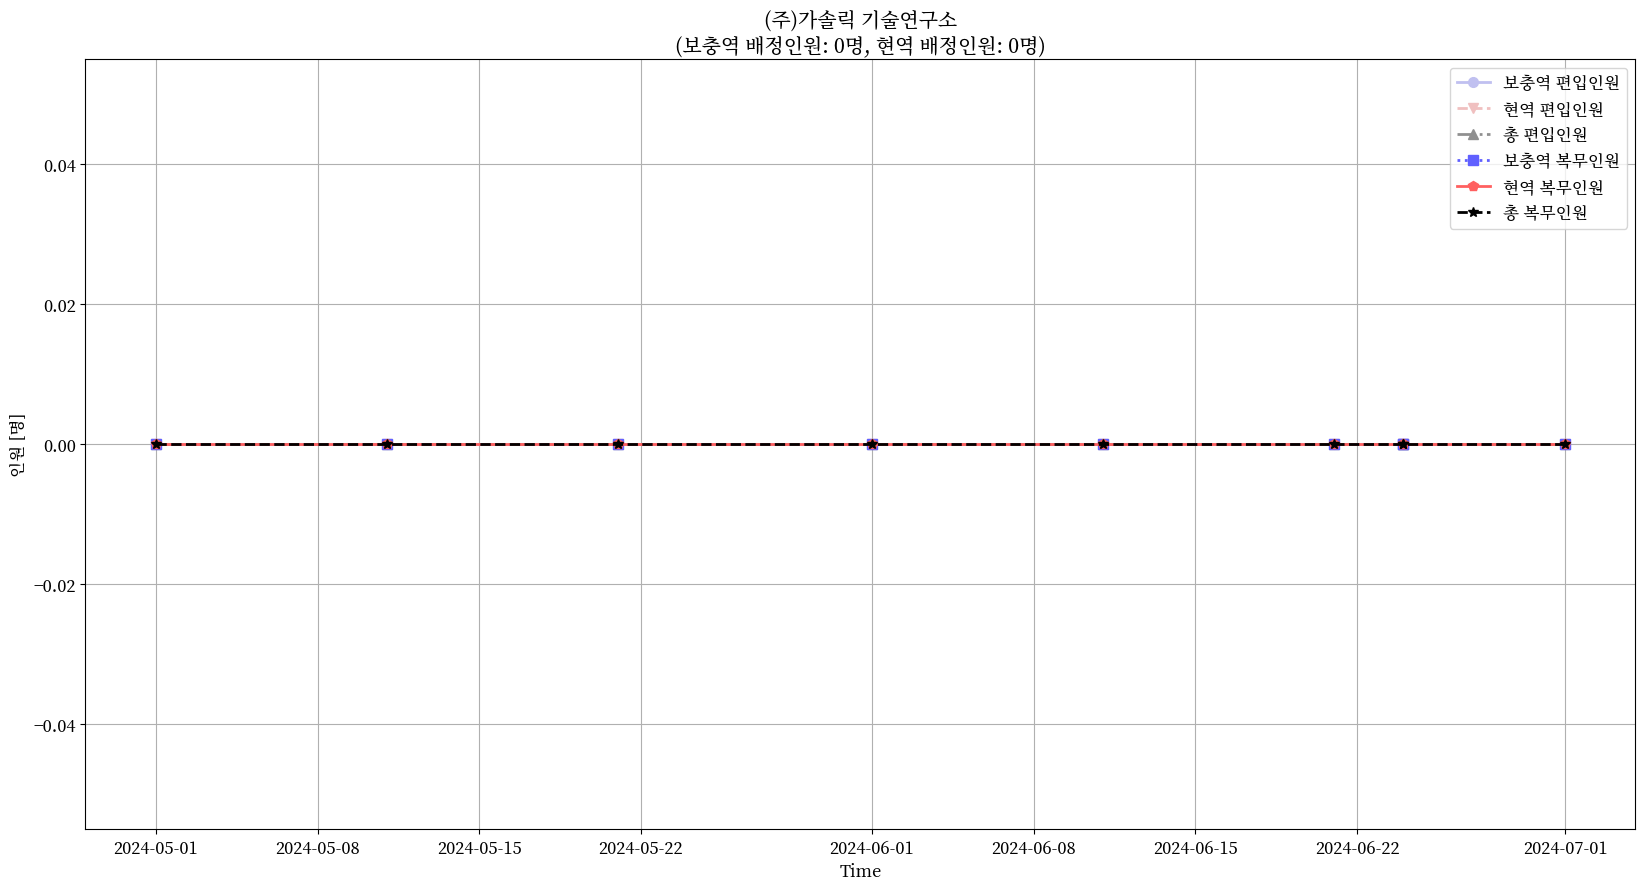 (주)가솔릭 기술연구소
(보충역 배정인원: 0명, 현역 배정인원: 0명)
보충역 편입인원
현역 편입인원
총 편입인원
보충역 복무인원
현역 복무인원
총 복무인원
0.04
0.02
0.00
−0.02
−0.04
인원 [명]
2024-05-01 2024-05-08 2024-05-15 2024-05-22 2024-06-01 2024-06-08 2024-06-15 2024-06-22 2024-07-01
Time